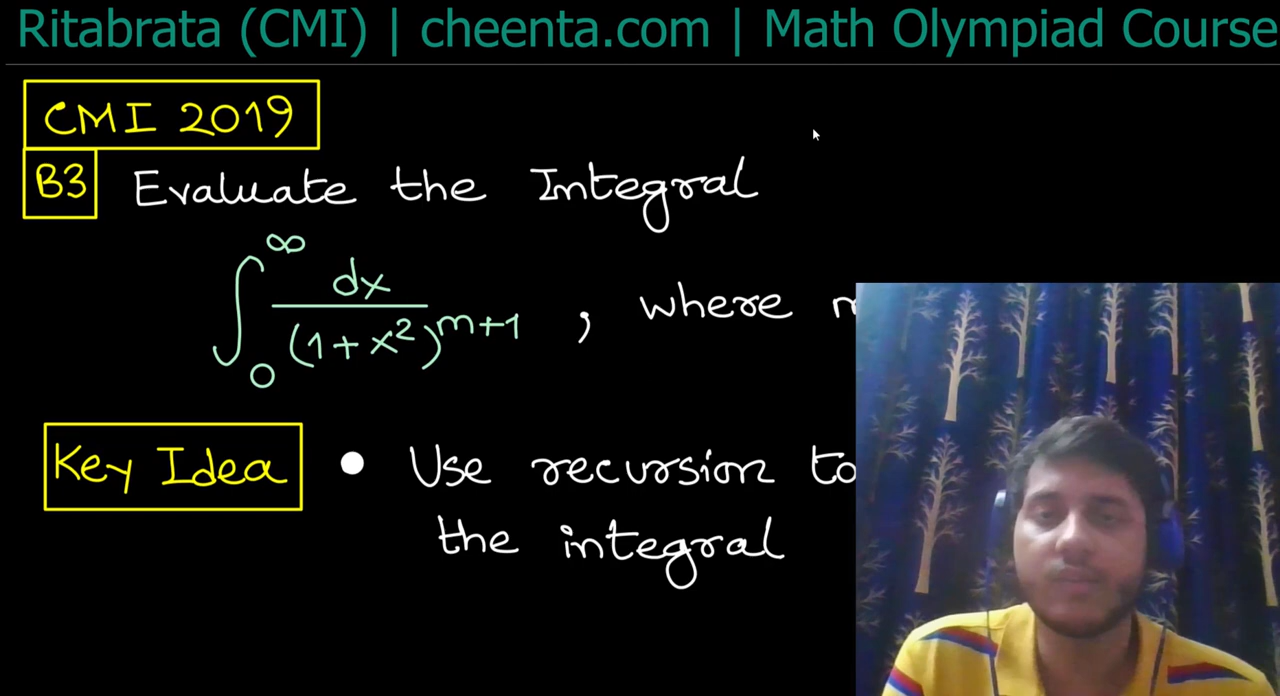 Ritabrata (CMI) | cheenta.com | Math Olympiad Course
CMI 2019
B3 Evaluate the Integral
∫₀^∞ dx/(1+x²)^(m+1) , where
Key Idea • Use recursion to
the integral